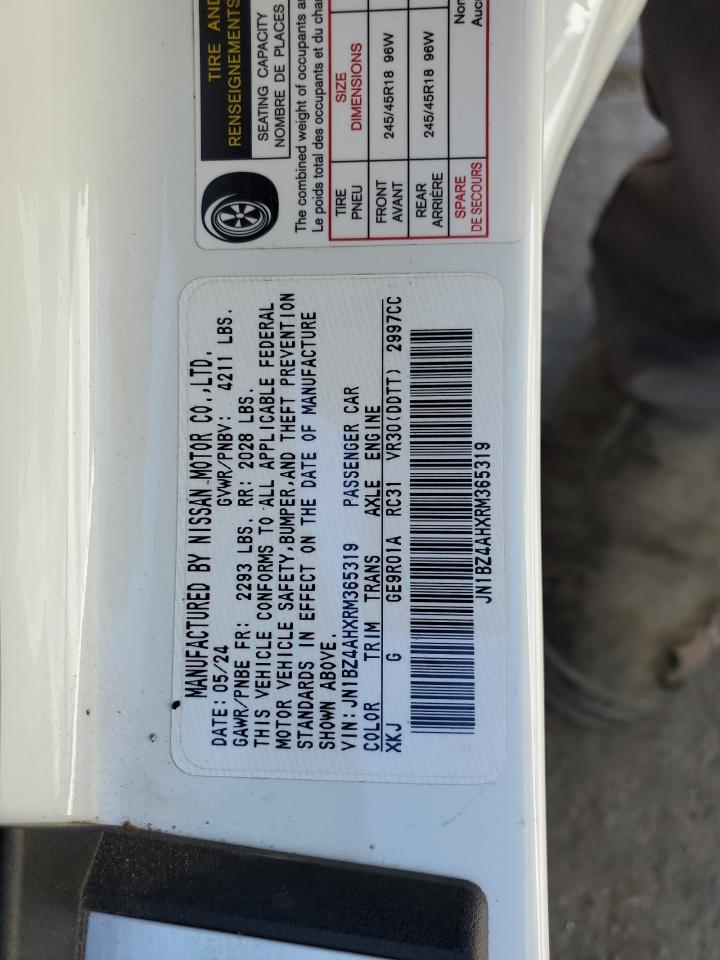 TIRE AND
RENSEIGNEMENTS
SEATING CAPACITY
NOMBRE DE PLACES
The combined weight of occupants
Le poids total des occupants et du
TIRE SIZE
PNEU DIMENSIONS
FRONT 245/45R18 96W
AVANT
REAR 245/45R18 96W
ARRIÈRE
SPARE
DE SECOURS
MANUFACTURED BY NISSAN MOTOR CO.,LTD.
DATE: 05/24 GVWR/PNBV: 4211 LBS.
GAWR/PNBE FR: 2293 LBS. RR: 2028 LBS.
THIS VEHICLE CONFORMS TO ALL APPLICABLE FEDERAL
MOTOR VEHICLE SAFETY,BUMPER,AND THEFT PREVENTION
STANDARDS IN EFFECT ON THE DATE OF MANUFACTURE
SHOWN ABOVE.
VIN: JN1BZ4AHXRM365319 PASSENGER CAR
COLOR TRIM TRANS AXLE ENGINE
XKJ G GE9R01A RC31 VR30(DDTT) 2997CC
JN1BZ4AHXRM365319